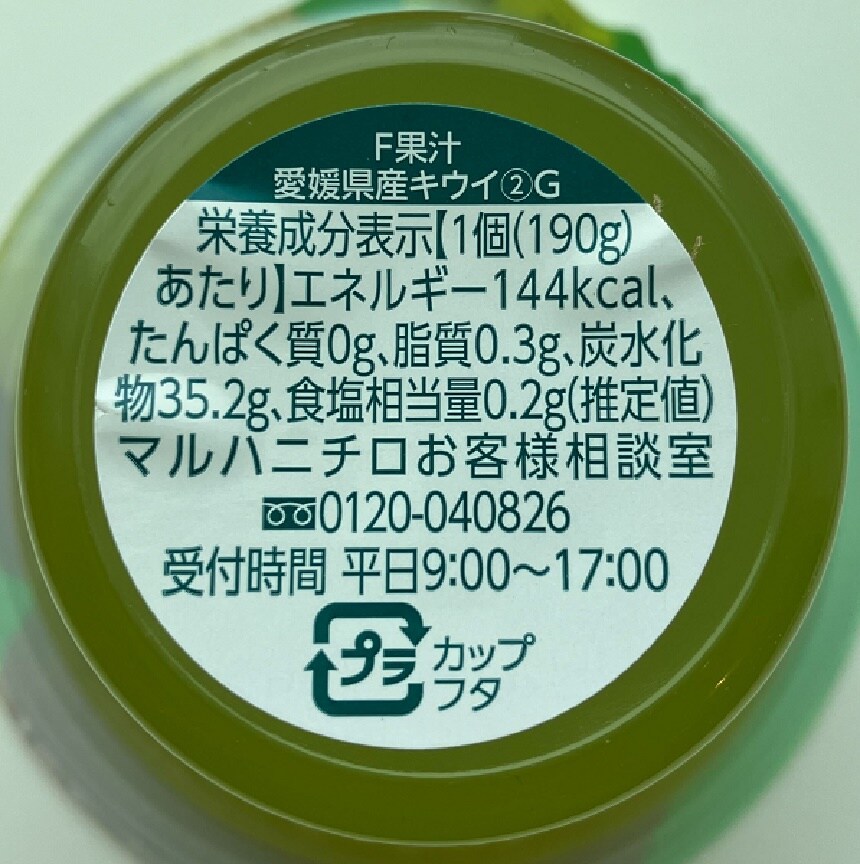 F果汁
愛媛県産キウイ②G
栄養成分表示【1個(190g)
あたり】エネルギー144kcal、
たんぱく質0g、脂質0.3g、炭水化
物35.2g、食塩相当量0.2g(推定値)
マルハニチロお客様相談室
0120-040826
受付時間 平日9:00～17:00
プラ カップ
フタ